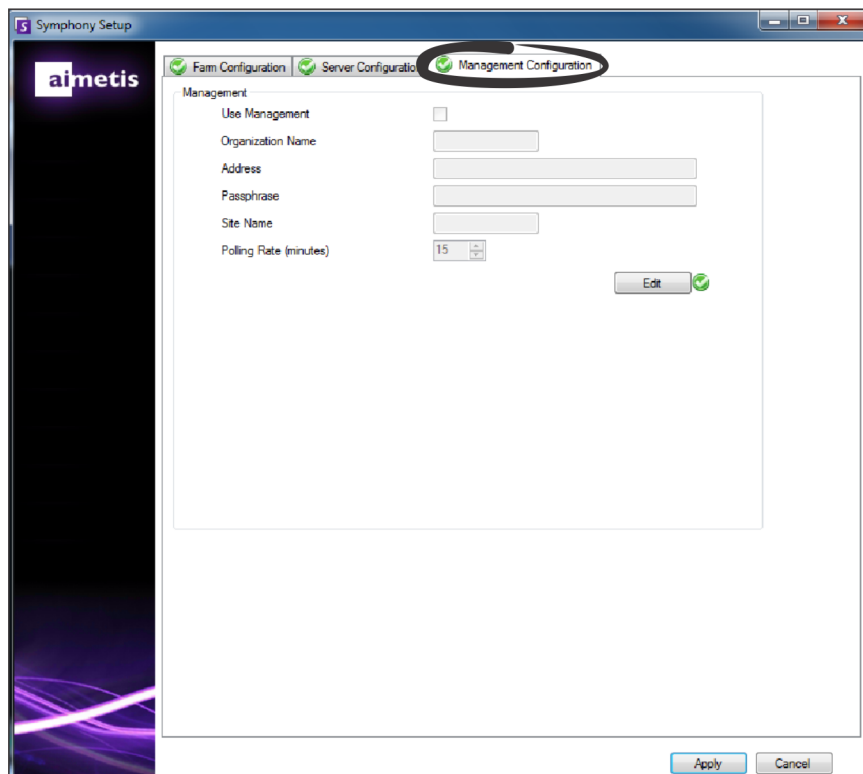 Symphony Setup
aimetis
Farm Configuration Server Configuratio Management Configuration
Management
Use Management
Organization Name
Address
Passphrase
Site Name
Polling Rate (minutes) 15
Edit
Apply Cancel